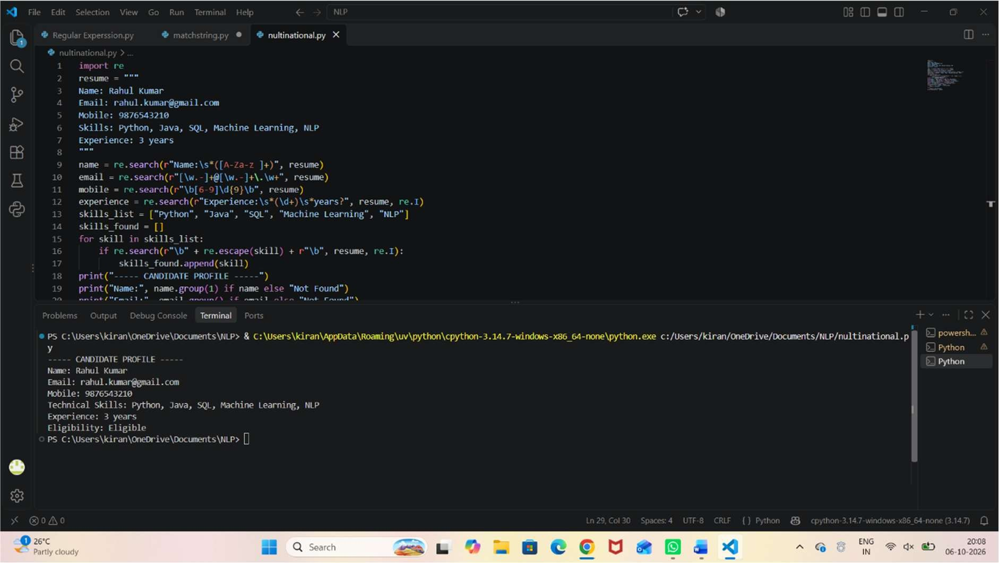 File Edit Selection View Go Run Terminal Help
NLP
1
Regular Experssion.py matchstring.py nultinational.py
nultinational.py > ...
1 import re
2 resume = """
3 Name: Rahul Kumar
4 Email: rahul.kumar@gmail.com
5 Mobile: 9876543210
6 Skills: Python, Java, SQL, Machine Learning, NLP
7 Experience: 3 years
8 """
9 name = re.search(r"Name:\s*([A-Za-z ]+)", resume)
10 email = re.search(r"[\w.-]+@[\w.-]+\.\w+", resume)
11 mobile = re.search(r"\b[6-9]\d{9}\b", resume)
12 experience = re.search(r"Experience:\s*(\d+)\s*years?", resume, re.I)
13 skills_list = ["Python", "Java", "SQL", "Machine Learning", "NLP"]
14 skills_found = []
15 for skill in skills_list:
16 if re.search(r"\b" + re.escape(skill) + r"\b", resume, re.I):
17 skills_found.append(skill)
18 print("----- CANDIDATE PROFILE -----")
19 print("Name:", name.group(1) if name else "Not Found")
20 print("Email:", email.group() if email else "Not Found")
Problems Output Debug Console Terminal Ports
PS C:\Users\kiran\OneDrive\Documents\NLP> & C:\Users\kiran\AppData\Roaming\uv\python\cpython-3.14.7-windows-x86_64-none\python.exe c:/Users/kiran/OneDrive/Documents/NLP/nultinational.p
y
----- CANDIDATE PROFILE -----
Name: Rahul Kumar
Email: rahul.kumar@gmail.com
Mobile: 9876543210
Technical Skills: Python, Java, SQL, Machine Learning, NLP
Experience: 3 years
Eligibility: Eligible
PS C:\Users\kiran\OneDrive\Documents\NLP>
powersh...
Python
Python
0 0
Ln 29, Col 30 Spaces: 4 UTF-8 CRLF { } Python cpython-3.14.7-windows-x86_64-none (3.14.7)
1
26°C
Partly cloudy
Search
ENG
IN
20:08
06-10-2026